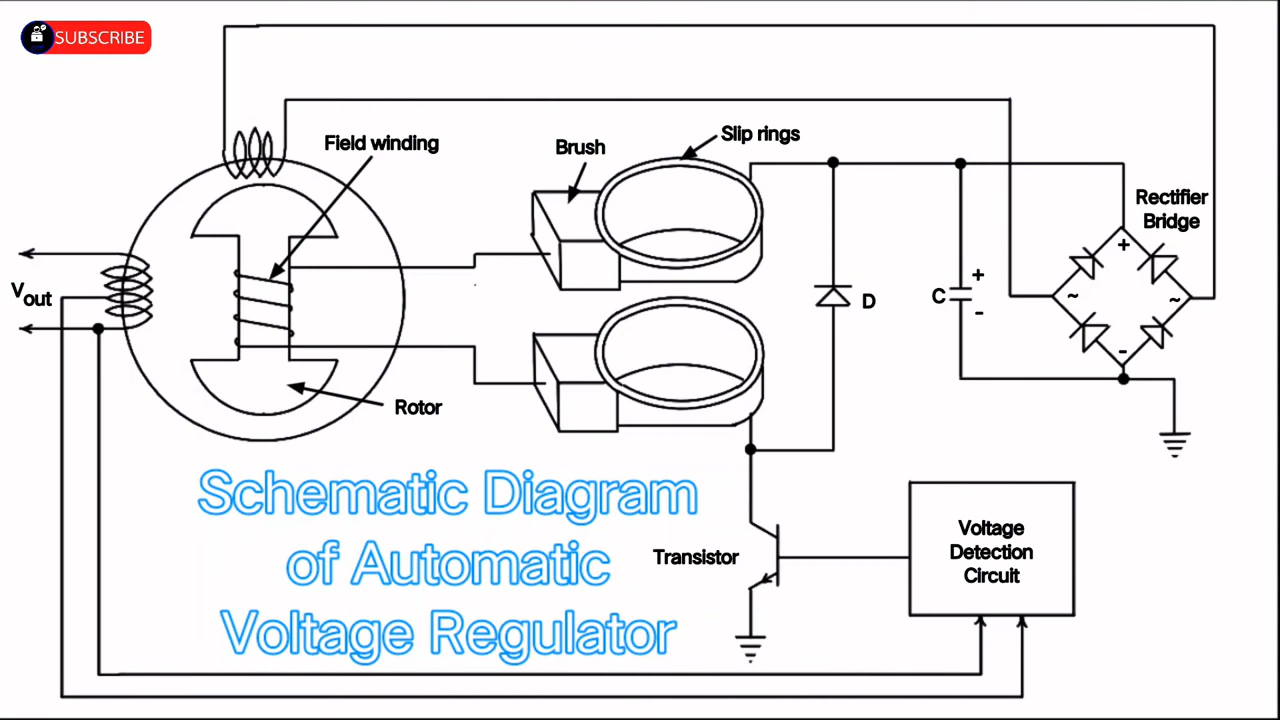 SUBSCRIBE
Field winding
Brush
Slip rings
Rectifier
Bridge
+
~
~
-
Vout
D
C
+
-
Rotor
Schematic Diagram
of Automatic
Voltage Regulator
Transistor
Voltage
Detection
Circuit